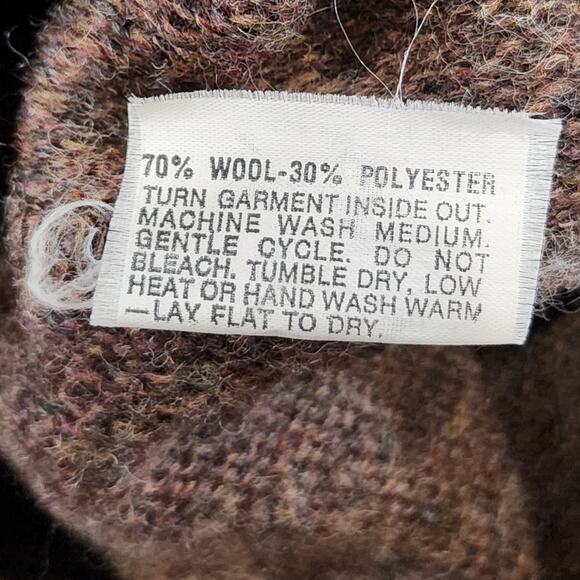 70% WOOL-30% POLYESTER
TURN GARMENT INSIDE OUT.
MACHINE WASH MEDIUM.
GENTLE CYCLE. DO NOT
BLEACH. TUMBLE DRY, LOW
HEAT OR HAND WASH WARM
—LAY FLAT TO DRY.